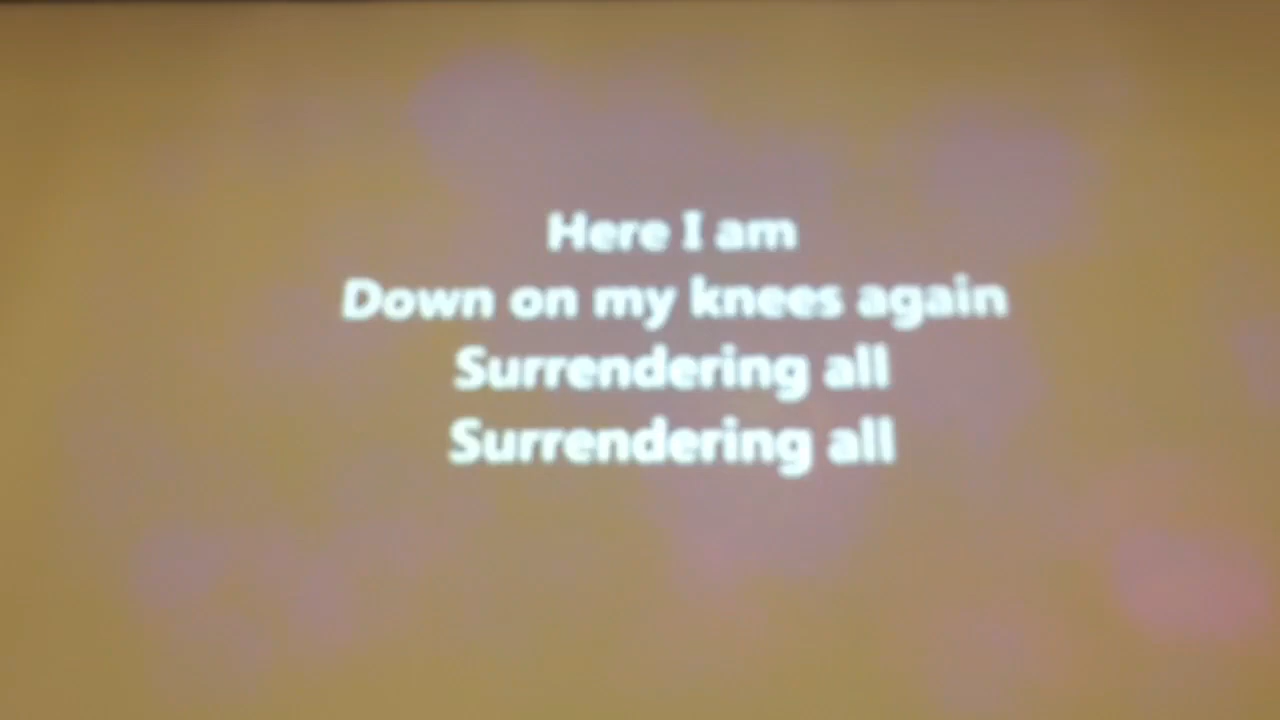 Here I am
Down on my knees again
Surrendering all
Surrendering all